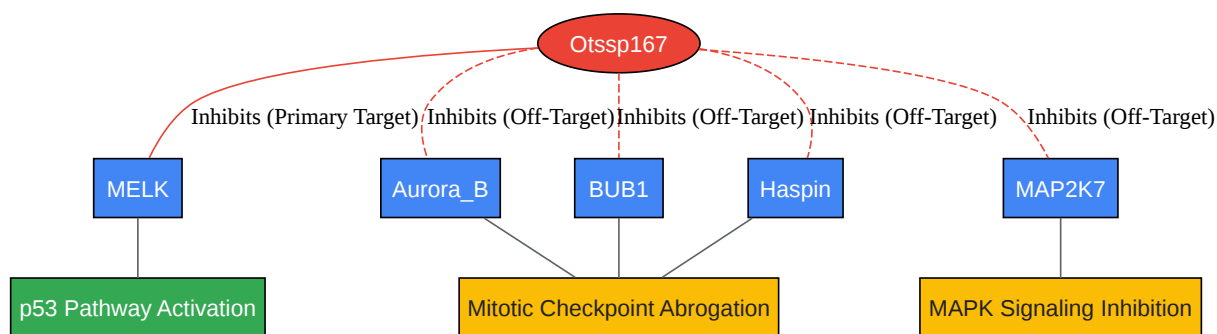 Otssp167
Inhibits (Primary Target)
Inhibits (Off-Target)
Inhibits (Off-Target)
Inhibits (Off-Target)
Inhibits (Off-Target)
MELK
Aurora_B
BUB1
Haspin
MAP2K7
p53 Pathway Activation
Mitotic Checkpoint Abrogation
MAPK Signaling Inhibition